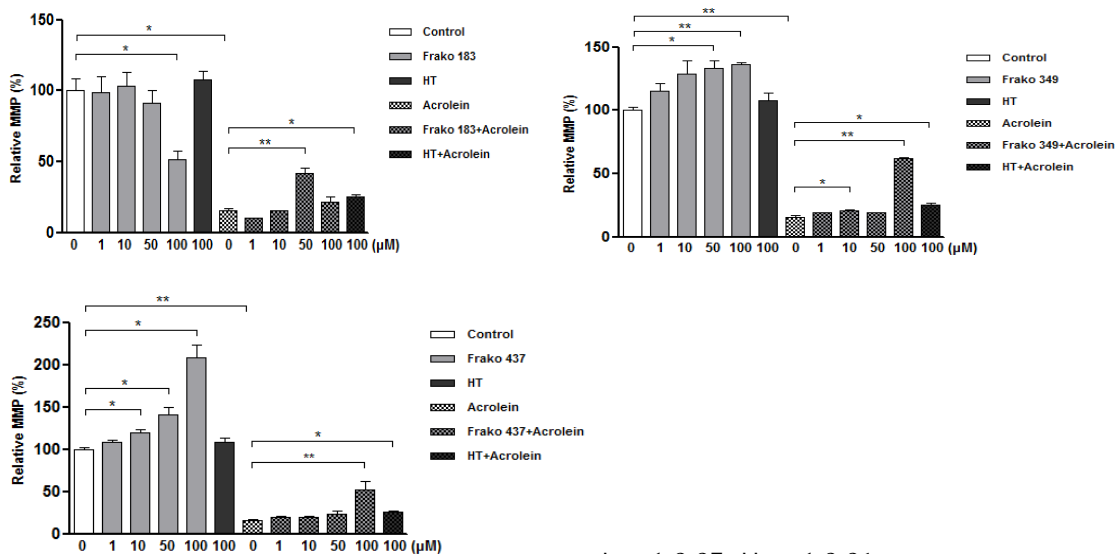 150
100
50
0
Relative MMP (%)
* * ** *
0 1 10 50 100 100 0 1 10 50 100 100 (μM)
Control
Frako 183
HT
Acrolein
Frako 183+Acrolein
HT+Acrolein
150
100
50
0
Relative MMP (%)
** ** * * ** *
0 1 10 50 100 100 0 1 10 50 100 100 (μM)
Control
Frako 349
HT
Acrolein
Frako 349+Acrolein
HT+Acrolein
250
200
150
100
50
0
Relative MMP (%)
** * * * * **
0 1 10 50 100 100 0 1 10 50 100 100 (μM)
Control
Frako 437
HT
Acrolein
Frako 437+Acrolein
HT+Acrolein